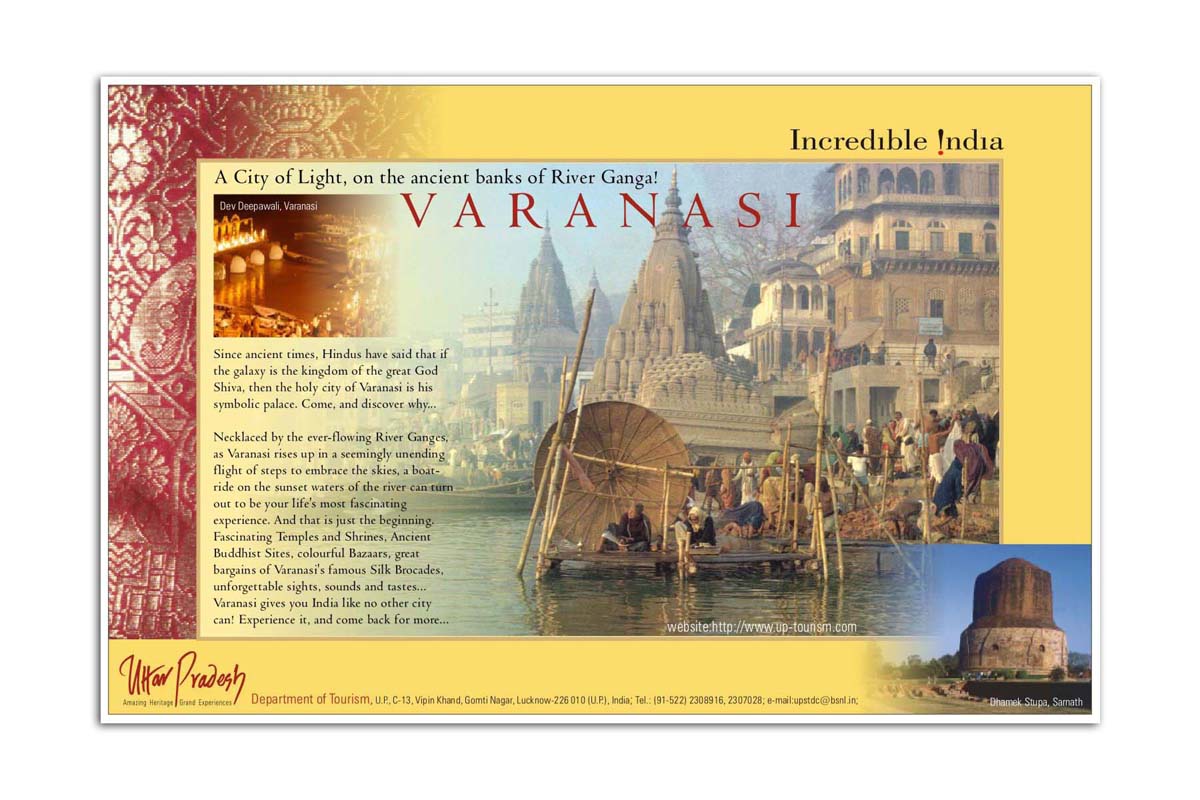 Incredıble !ndıa
A City of Light, on the ancient banks of River Ganga!
VARANASI
Dev Deepawali, Varanasi
Since ancient times, Hindus have said that if
the galaxy is the kingdom of the great God
Shiva, then the holy city of Varanasi is his
symbolic palace. Come, and discover why...
Necklaced by the ever-flowing River Ganges,
as Varanasi rises up in a seemingly unending
flight of steps to embrace the skies, a boat-
ride on the sunset waters of the river can turn
out to be your life's most fascinating
experience. And that is just the beginning.
Fascinating Temples and Shrines, Ancient
Buddhist Sites, colourful Bazaars, great
bargains of Varanasi's famous Silk Brocades,
unforgettable sights, sounds and tastes...
Varanasi gives you India like no other city
can! Experience it, and come back for more...
website:http://www.up-tourism.com
Uttar Pradesh
Amazing Heritage Grand Experiences
Department of Tourism, U.P., C-13, Vipin Khand, Gomti Nagar, Lucknow-226 010 (U.P.), India; Tel.: (91-522) 2308916, 2307028; e-mail:upstdc@bsnl.in;
Dhamek Stupa, Sarnath